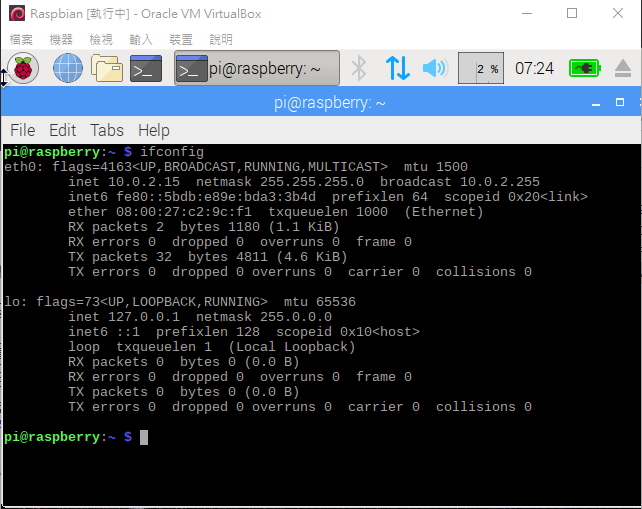 Raspbian [執行中] - Oracle VM VirtualBox
檔案 機器 檢視 輸入 裝置 說明
>_ >_ pi@raspberry: ~ 2 % 07:24
pi@raspberry: ~
File Edit Tabs Help
pi@raspberry:~ $ ifconfig
eth0: flags=4163<UP,BROADCAST,RUNNING,MULTICAST>  mtu 1500
        inet 10.0.2.15  netmask 255.255.255.0  broadcast 10.0.2.255
        inet6 fe80::5bdb:e89e:bda3:3b4d  prefixlen 64  scopeid 0x20<link>
        ether 08:00:27:c2:9c:f1  txqueuelen 1000  (Ethernet)
        RX packets 2  bytes 1180 (1.1 KiB)
        RX errors 0  dropped 0  overruns 0  frame 0
        TX packets 32  bytes 4811 (4.6 KiB)
        TX errors 0  dropped 0 overruns 0  carrier 0  collisions 0
lo: flags=73<UP,LOOPBACK,RUNNING>  mtu 65536
        inet 127.0.0.1  netmask 255.0.0.0
        inet6 ::1  prefixlen 128  scopeid 0x10<host>
        loop  txqueuelen 1  (Local Loopback)
        RX packets 0  bytes 0 (0.0 B)
        RX errors 0  dropped 0  overruns 0  frame 0
        TX packets 0  bytes 0 (0.0 B)
        TX errors 0  dropped 0 overruns 0  carrier 0  collisions 0
pi@raspberry:~ $